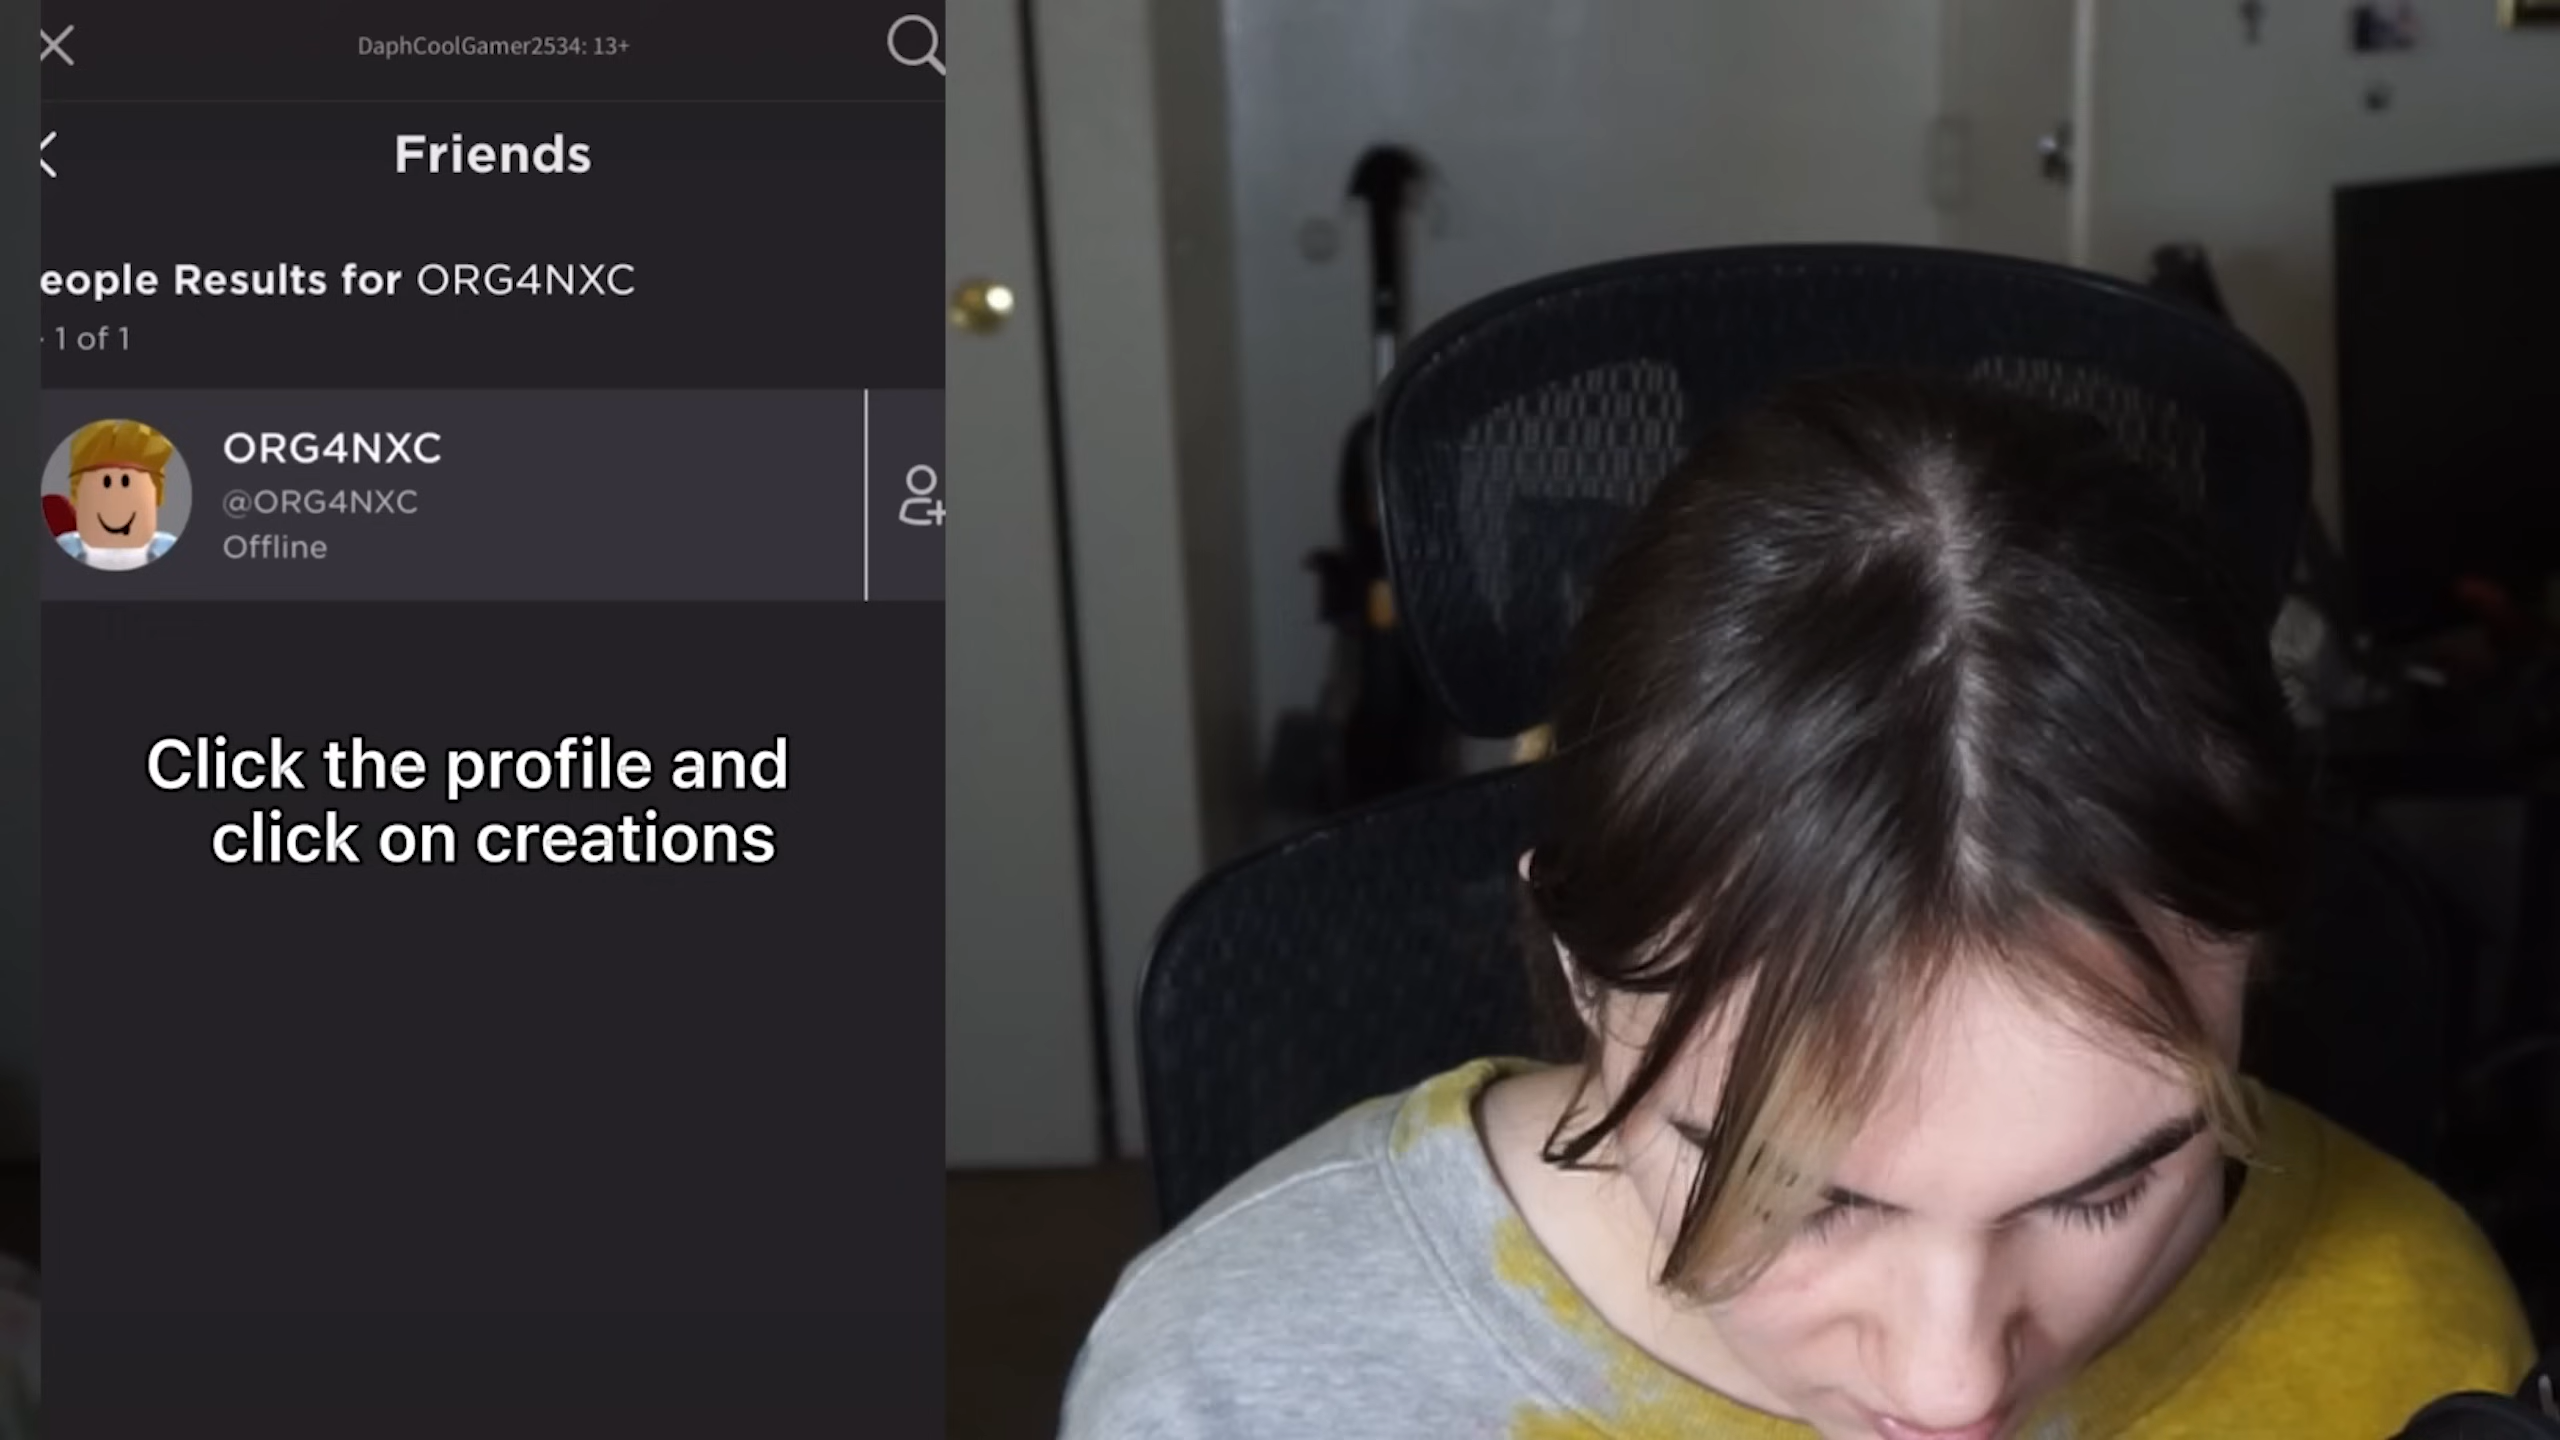 DaphCoolGamer2534: 13+
Friends
eople Results for ORG4NXC
1 of 1
ORG4NXC
@ORG4NXC
Offline
Click the profile and
click on creations